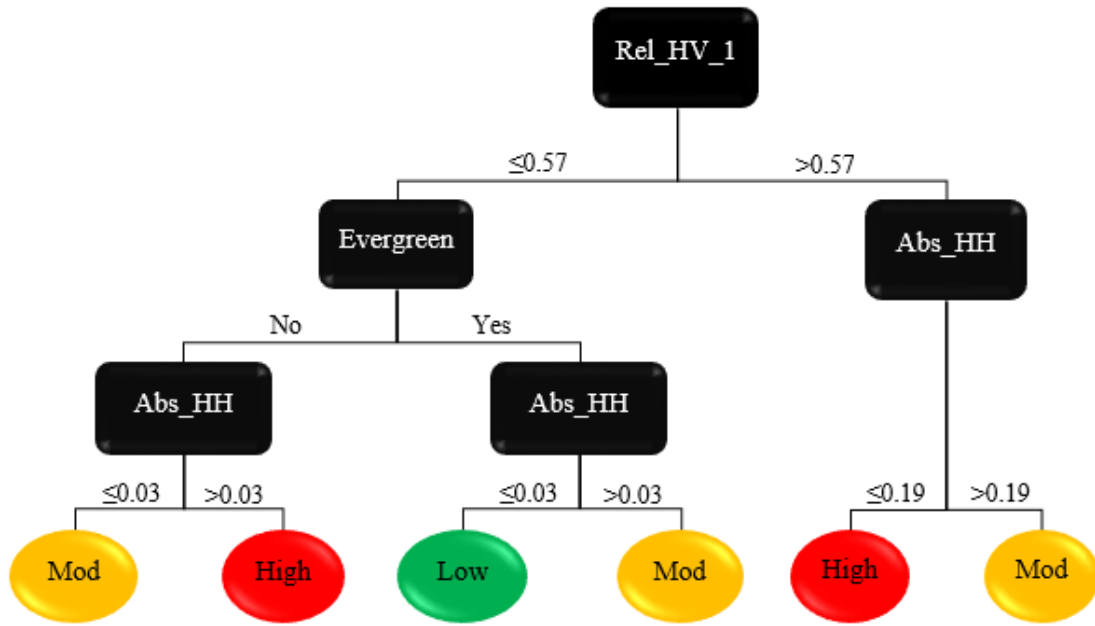 Rel_HV_1
≤0.57
>0.57
Evergreen
Abs_HH
No
Yes
Abs_HH
Abs_HH
≤0.03
>0.03
≤0.03
>0.03
≤0.19
>0.19
Mod
High
Low
Mod
High
Mod